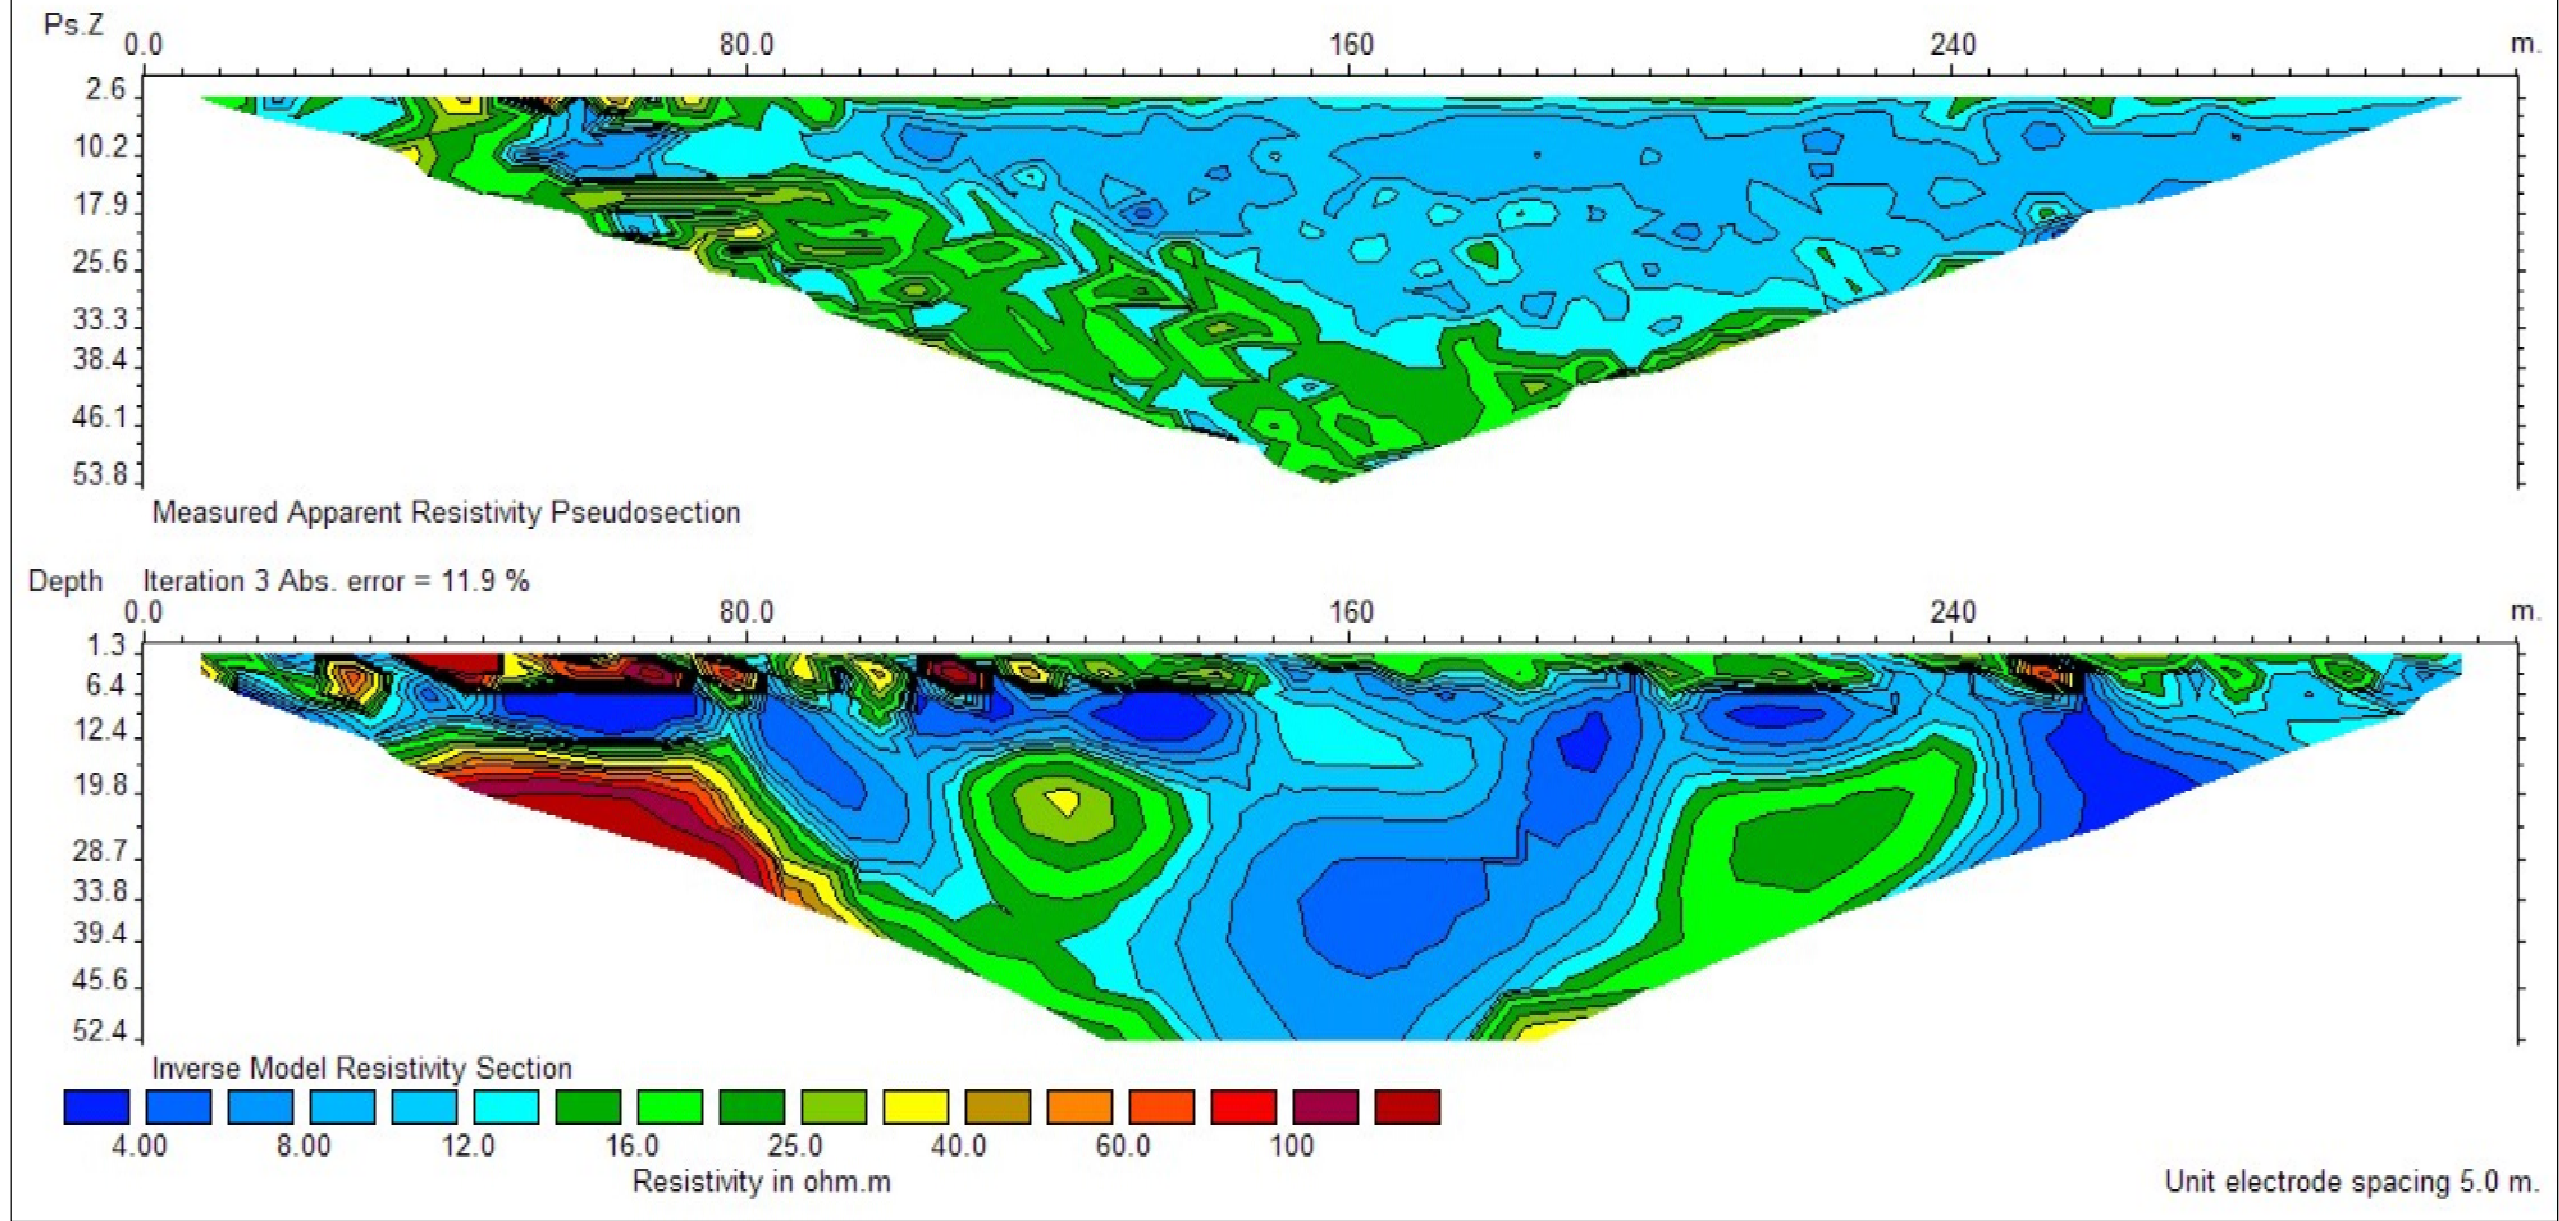 Ps.Z
0.0 80.0 160 240 m.
2.6
10.2
17.9
25.6
33.3
38.4
46.1
53.8
Measured Apparent Resistivity Pseudosection
Depth Iteration 3 Abs. error = 11.9 %
0.0 80.0 160 240 m.
1.3
6.4
12.4
19.8
28.7
33.8
39.4
45.6
52.4
Inverse Model Resistivity Section
4.00 8.00 12.0 16.0 25.0 40.0 60.0 100
Resistivity in ohm.m
Unit electrode spacing 5.0 m.